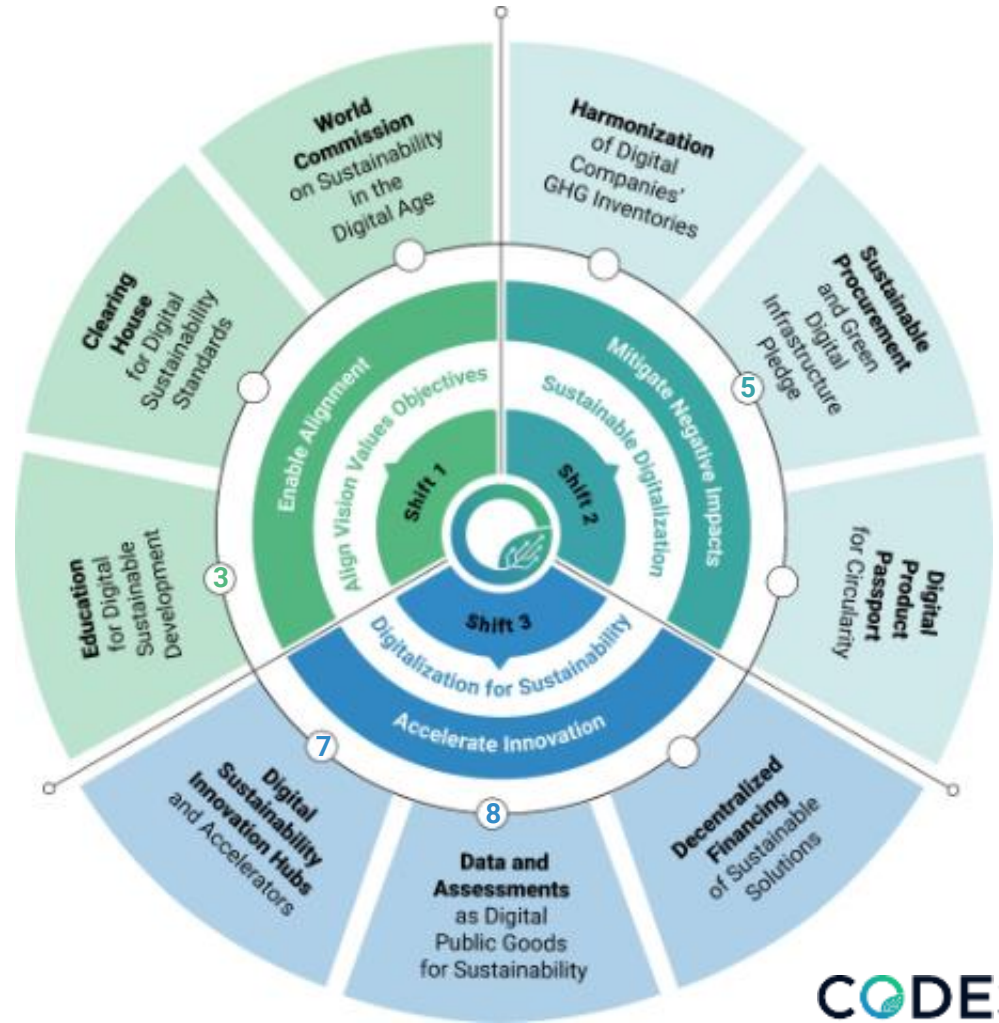 World
Commission
on Sustainability
in the
Digital Age
Harmonization
of Digital
Companies'
GHG Inventories
Clearing
House
for Digital
Sustainability
Standards
Sustainable
Procurement
and Green
Digital
Infrastructure
Pledge
5
Education
for Digital
Sustainable
Development
3
Digital
Product
Passport
for Circularity
Enable Alignment
Align Vision Values Objectives
Shift 1
Mitigate Negative Impacts
Sustainable Digitalization
Shift 2
Shift 3
Digitalization for Sustainability
Accelerate Innovation
7
Digital
Sustainability
Innovation Hubs
and Accelerators
8
Data and
Assessments
as Digital
Public Goods
for Sustainability
Decentralized
Financing
of Sustainable
Solutions
CODE